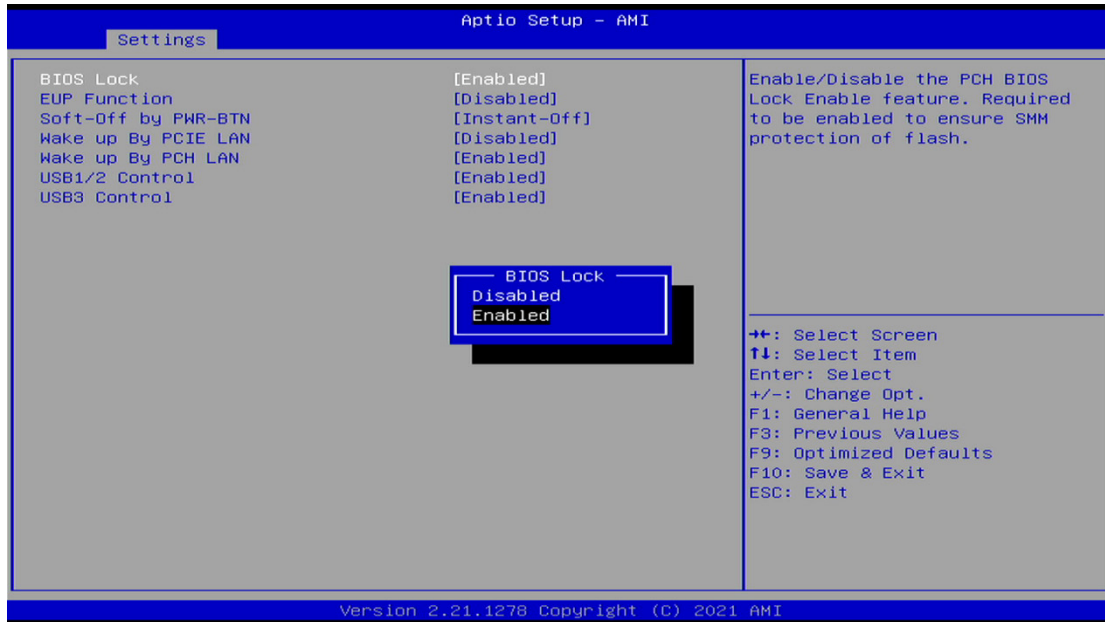 Aptio Setup – AMI
Settings
BIOS Lock [Enabled]
EUP Function [Disabled]
Soft-Off by PWR-BTN [Instant-Off]
Wake up By PCIE LAN [Disabled]
Wake up By PCH LAN [Enabled]
USB1/2 Control [Enabled]
USB3 Control [Enabled]
BIOS Lock
Disabled
Enabled
Enable/Disable the PCH BIOS
Lock Enable feature. Required
to be enabled to ensure SMM
protection of flash.
→←: Select Screen
↑↓: Select Item
Enter: Select
+/-: Change Opt.
F1: General Help
F3: Previous Values
F9: Optimized Defaults
F10: Save & Exit
ESC: Exit
Version 2.21.1278 Copyright (C) 2021 AMI